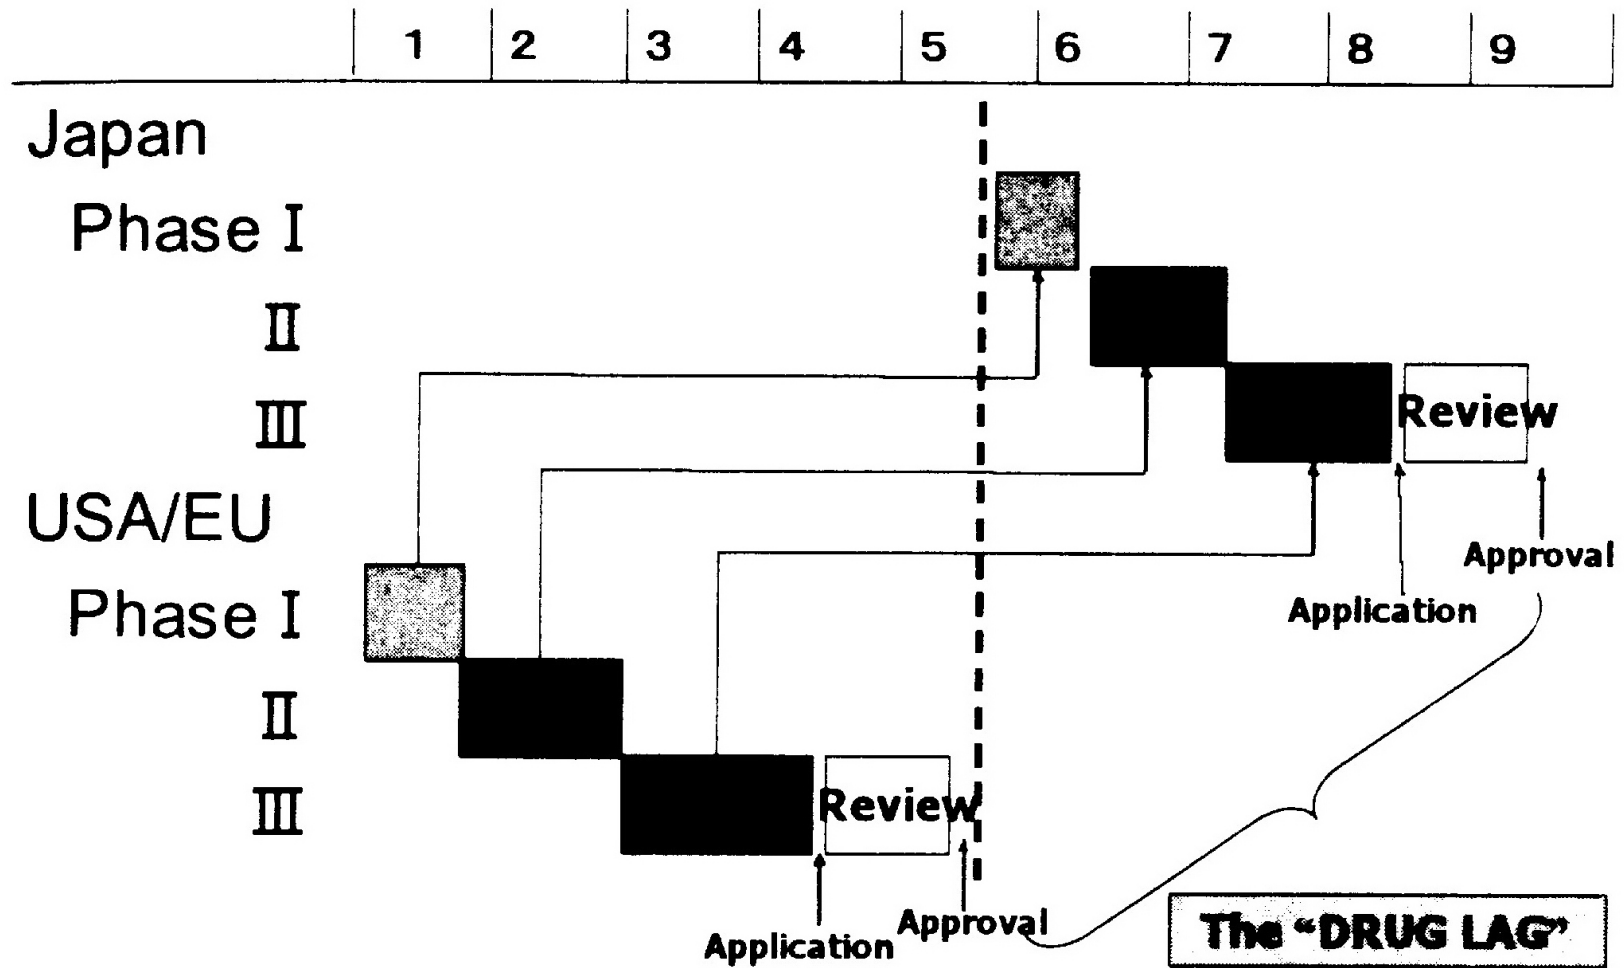 1 2 3 4 5 6 7 8 9
Japan
Phase I
II
III
Review
USA/EU
Approval
Application
Phase I
II
III
Review
Approval
Application
The “DRUG LAG”